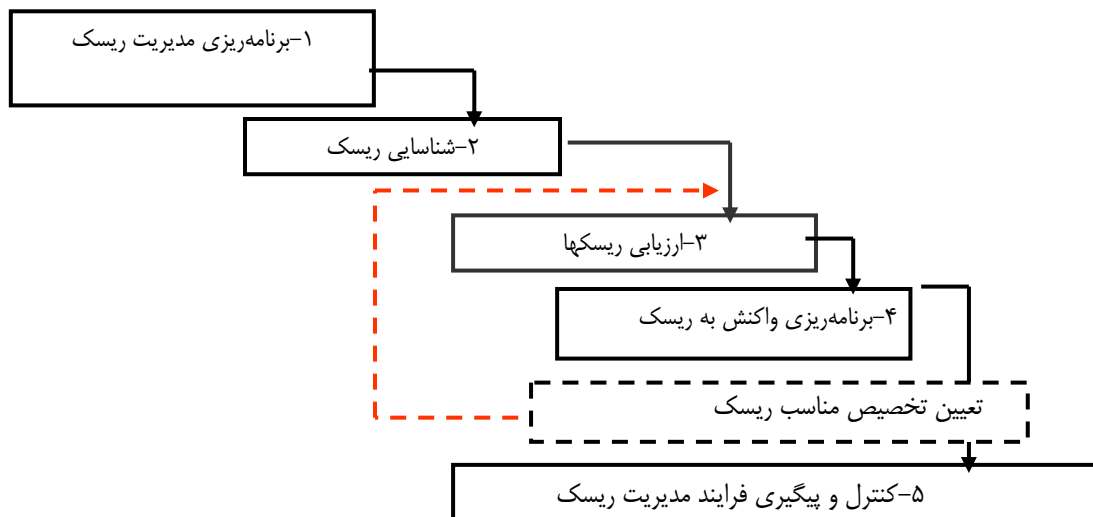 ۱-برنامه‌ریزی مدیریت ریسک
۲-شناسایی ریسک
۳-ارزیابی ریسکها
۴-برنامه‌ریزی واکنش به ریسک
تعیین تخصیص مناسب ریسک
۵-کنترل و پیگیری فرایند مدیریت ریسک